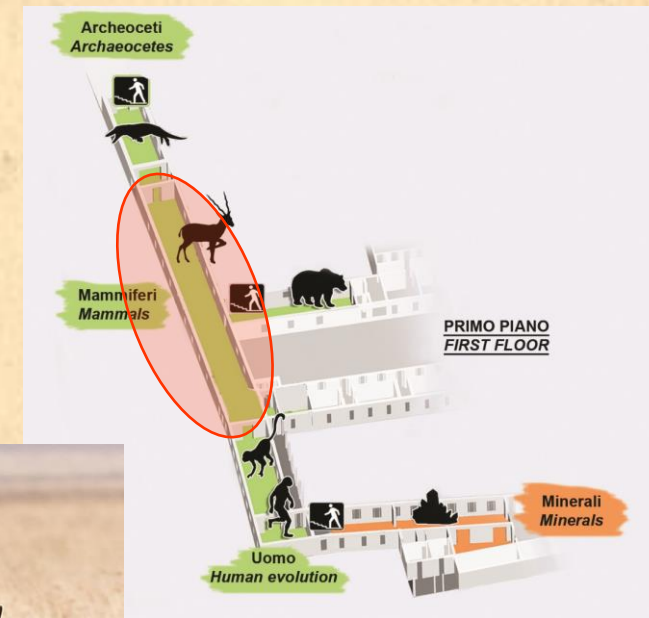 Archeoceti
Archaeocetes
Mammiferi
Mammals
PRIMO PIANO
FIRST FLOOR
Minerali
Minerals
Uomo
Human evolution